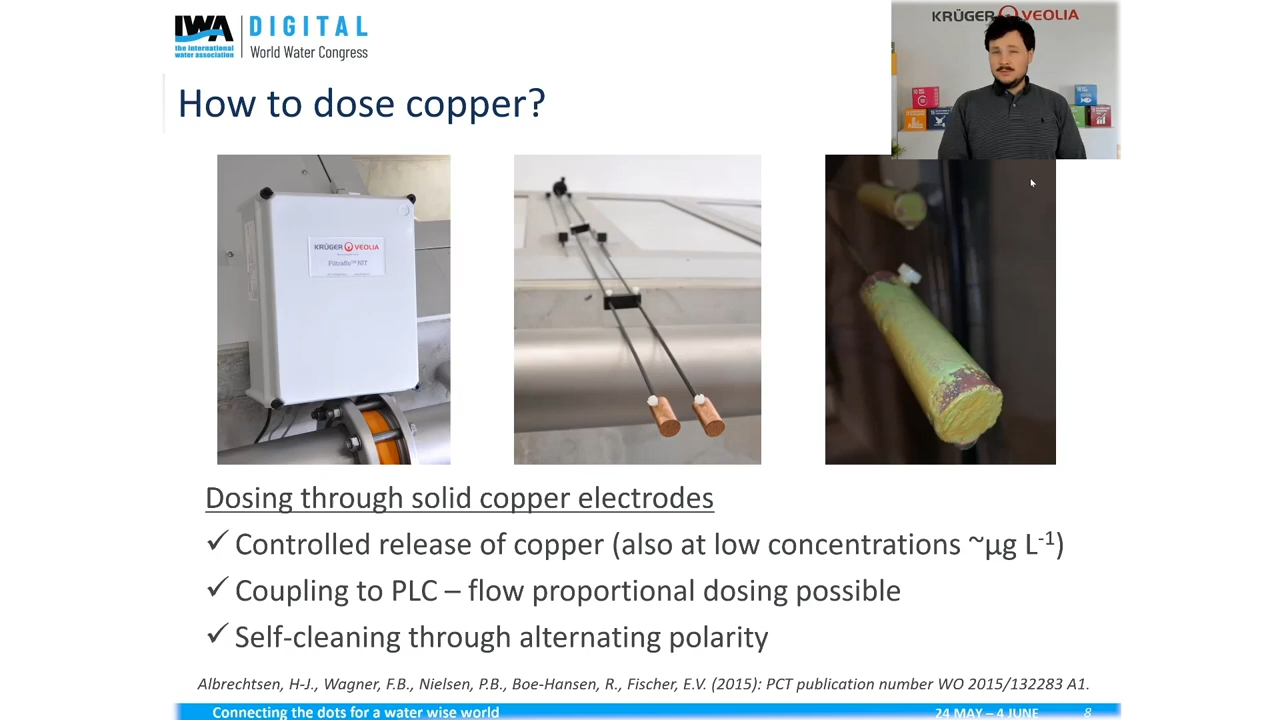 IWA
the international
water association
DIGITAL
World Water Congress
KRÜGER VEOLIA
How to dose copper?
KRÜGER VEOLIA
Filtraflo™ NIT
Dosing through solid copper electrodes
✓ Controlled release of copper (also at low concentrations ~µg L⁻¹)
✓ Coupling to PLC – flow proportional dosing possible
✓ Self-cleaning through alternating polarity
Albrechtsen, H-J., Wagner, F.B., Nielsen, P.B., Boe-Hansen, R., Fischer, E.V. (2015): PCT publication number WO 2015/132283 A1.
Connecting the dots for a water wise world
24 MAY – 4 JUNE
8